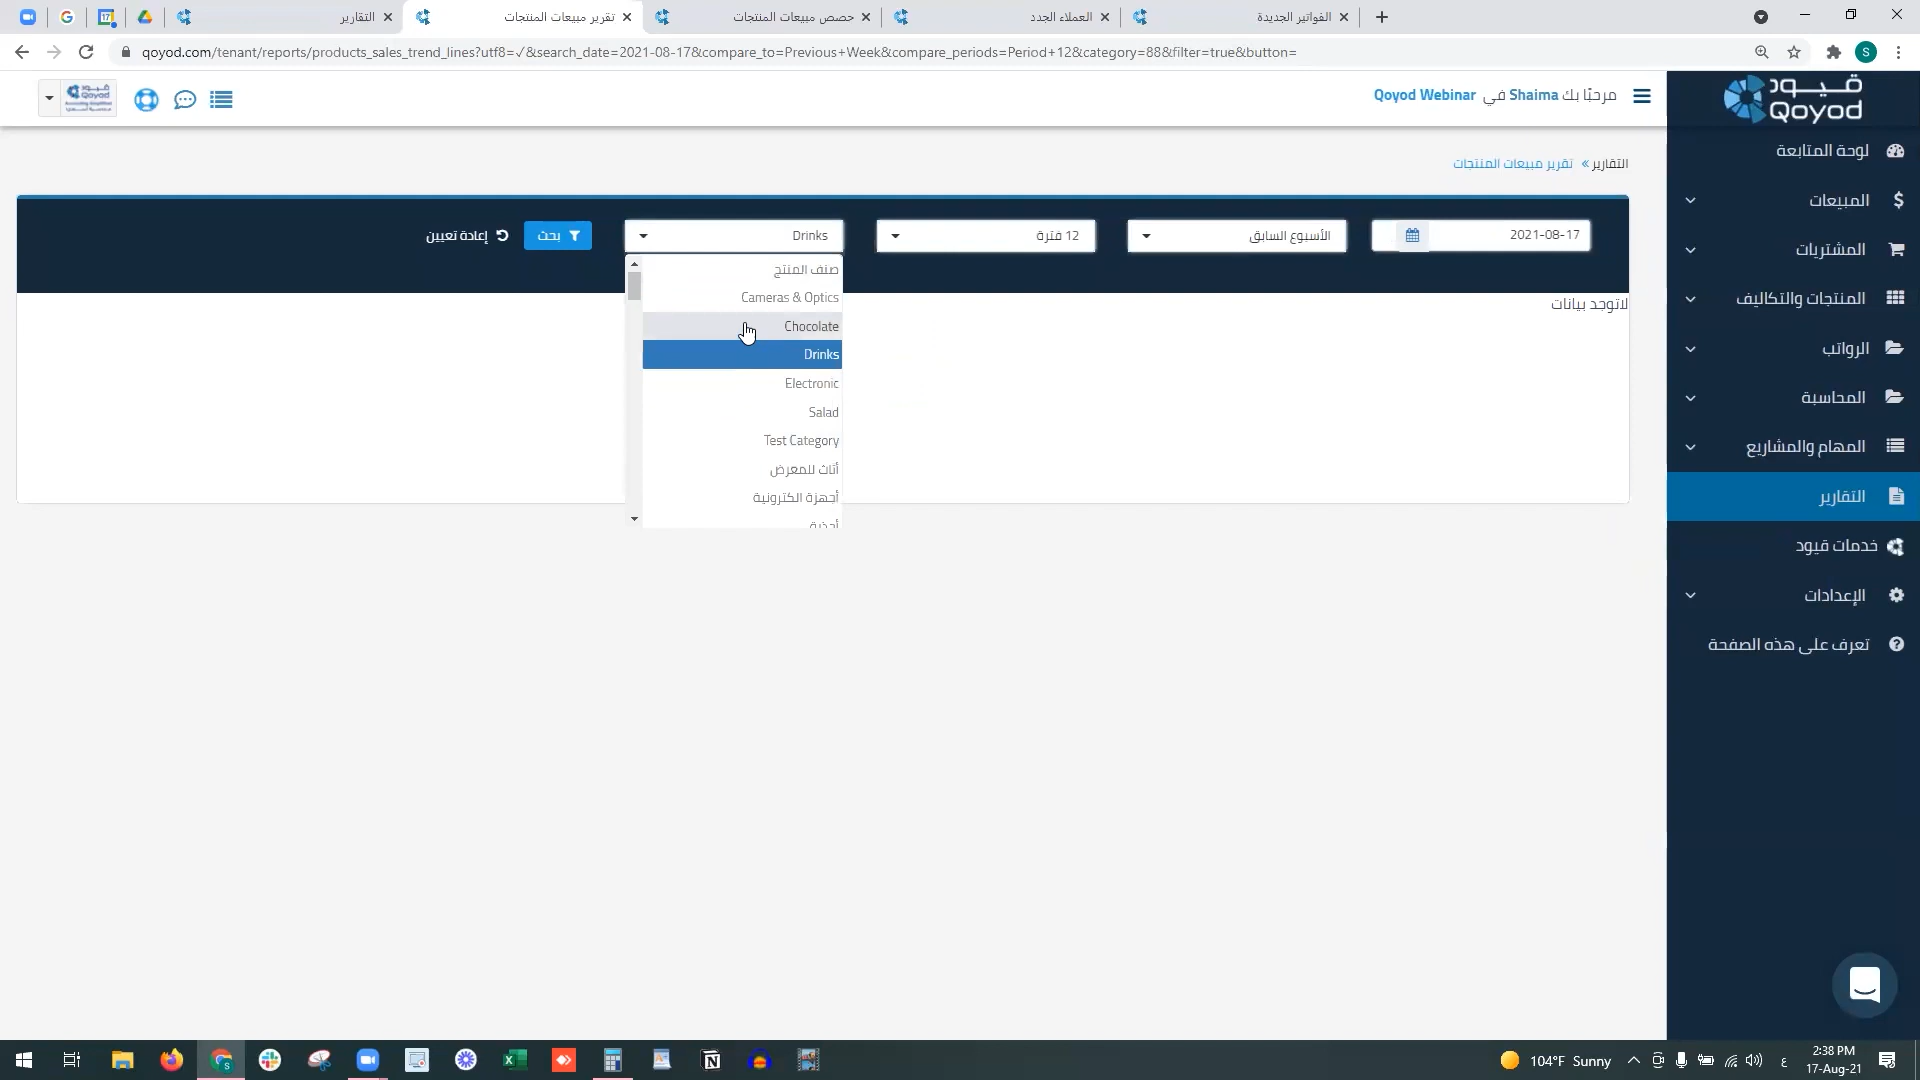 التقارير
تقرير مبيعات المنتجات
حصص مبيعات المنتجات
العملاء الجدد
الفواتير الجديدة
qoyod.com/tenant/reports/products_sales_trend_lines?utf8=✓&search_date=2021-08-17&compare_to=Previous+Week&compare_periods=Period+12&category=88&filter=true&button=
S
17
مرحبًا بك Shaima في Qoyod Webinar
قيود
Qoyod
التقارير » تقرير مبيعات المنتجات
2021-08-17
الأسبوع السابق
12 فترة
Drinks
بحث
إعادة تعيين
صنف المنتج
Cameras & Optics
Chocolate
Drinks
Electronic
Salad
Test Category
أثاث للمعرض
أجهزة الكترونية
أحذية
لاتوجد بيانات
لوحة المتابعة
المبيعات
المشتريات
المنتجات والتكاليف
الرواتب
المحاسبة
المهام والمشاريع
التقارير
خدمات قيود
الإعدادات
تعرف على هذه الصفحة
104°F Sunny
ع
2:38 PM
17-Aug-21